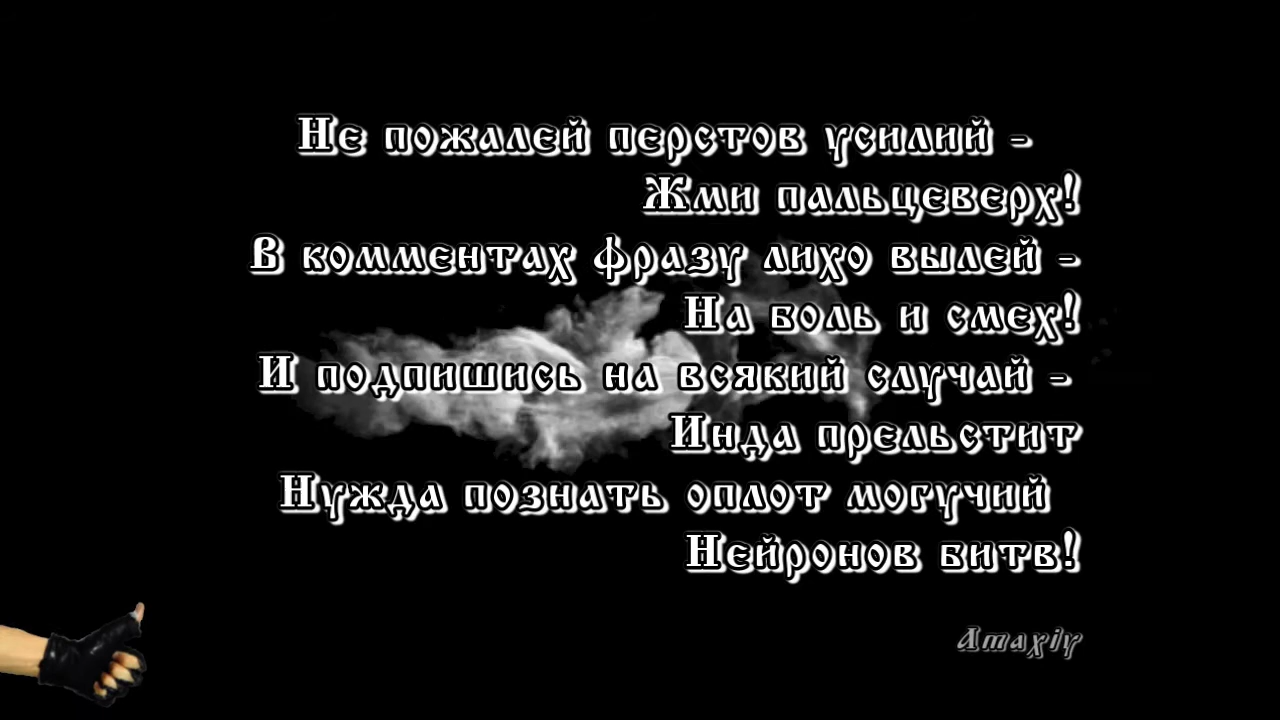 Не пожалей перстов усилий -
Жми пальцеверх!
В комментах фразу лихо вылей -
На боль и смех!
И подпишись на всякий случай -
Инда прельстит
Нужда познать оплот могучий
Нейронов битв!
Amaxiy